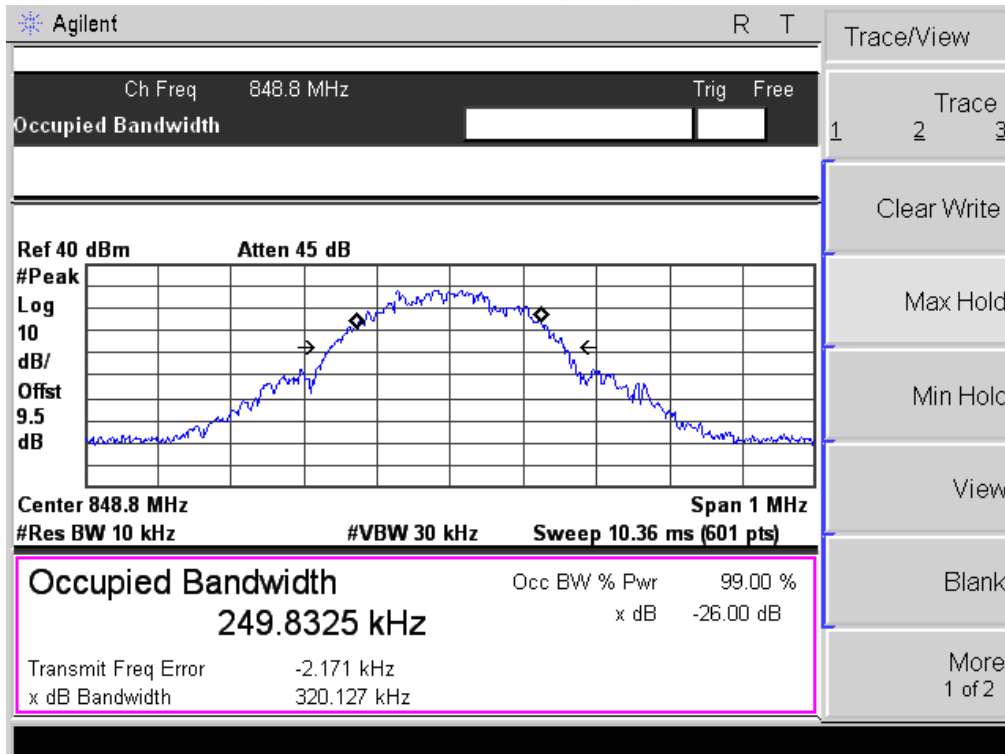 Agilent R T
Ch Freq 848.8 MHz Trig Free
Occupied Bandwidth
Ref 40 dBm Atten 45 dB
#Peak
Log
10
dB/
Offst
9.5
dB
Center 848.8 MHz Span 1 MHz
#Res BW 10 kHz #VBW 30 kHz Sweep 10.36 ms (601 pts)
Occupied Bandwidth
249.8325 kHz
Occ BW % Pwr 99.00 %
x dB -26.00 dB
Transmit Freq Error -2.171 kHz
x dB Bandwidth 320.127 kHz
Trace/View
Trace
1 2 3
Clear Write
Max Hold
Min Hold
View
Blank
More
1 of 2